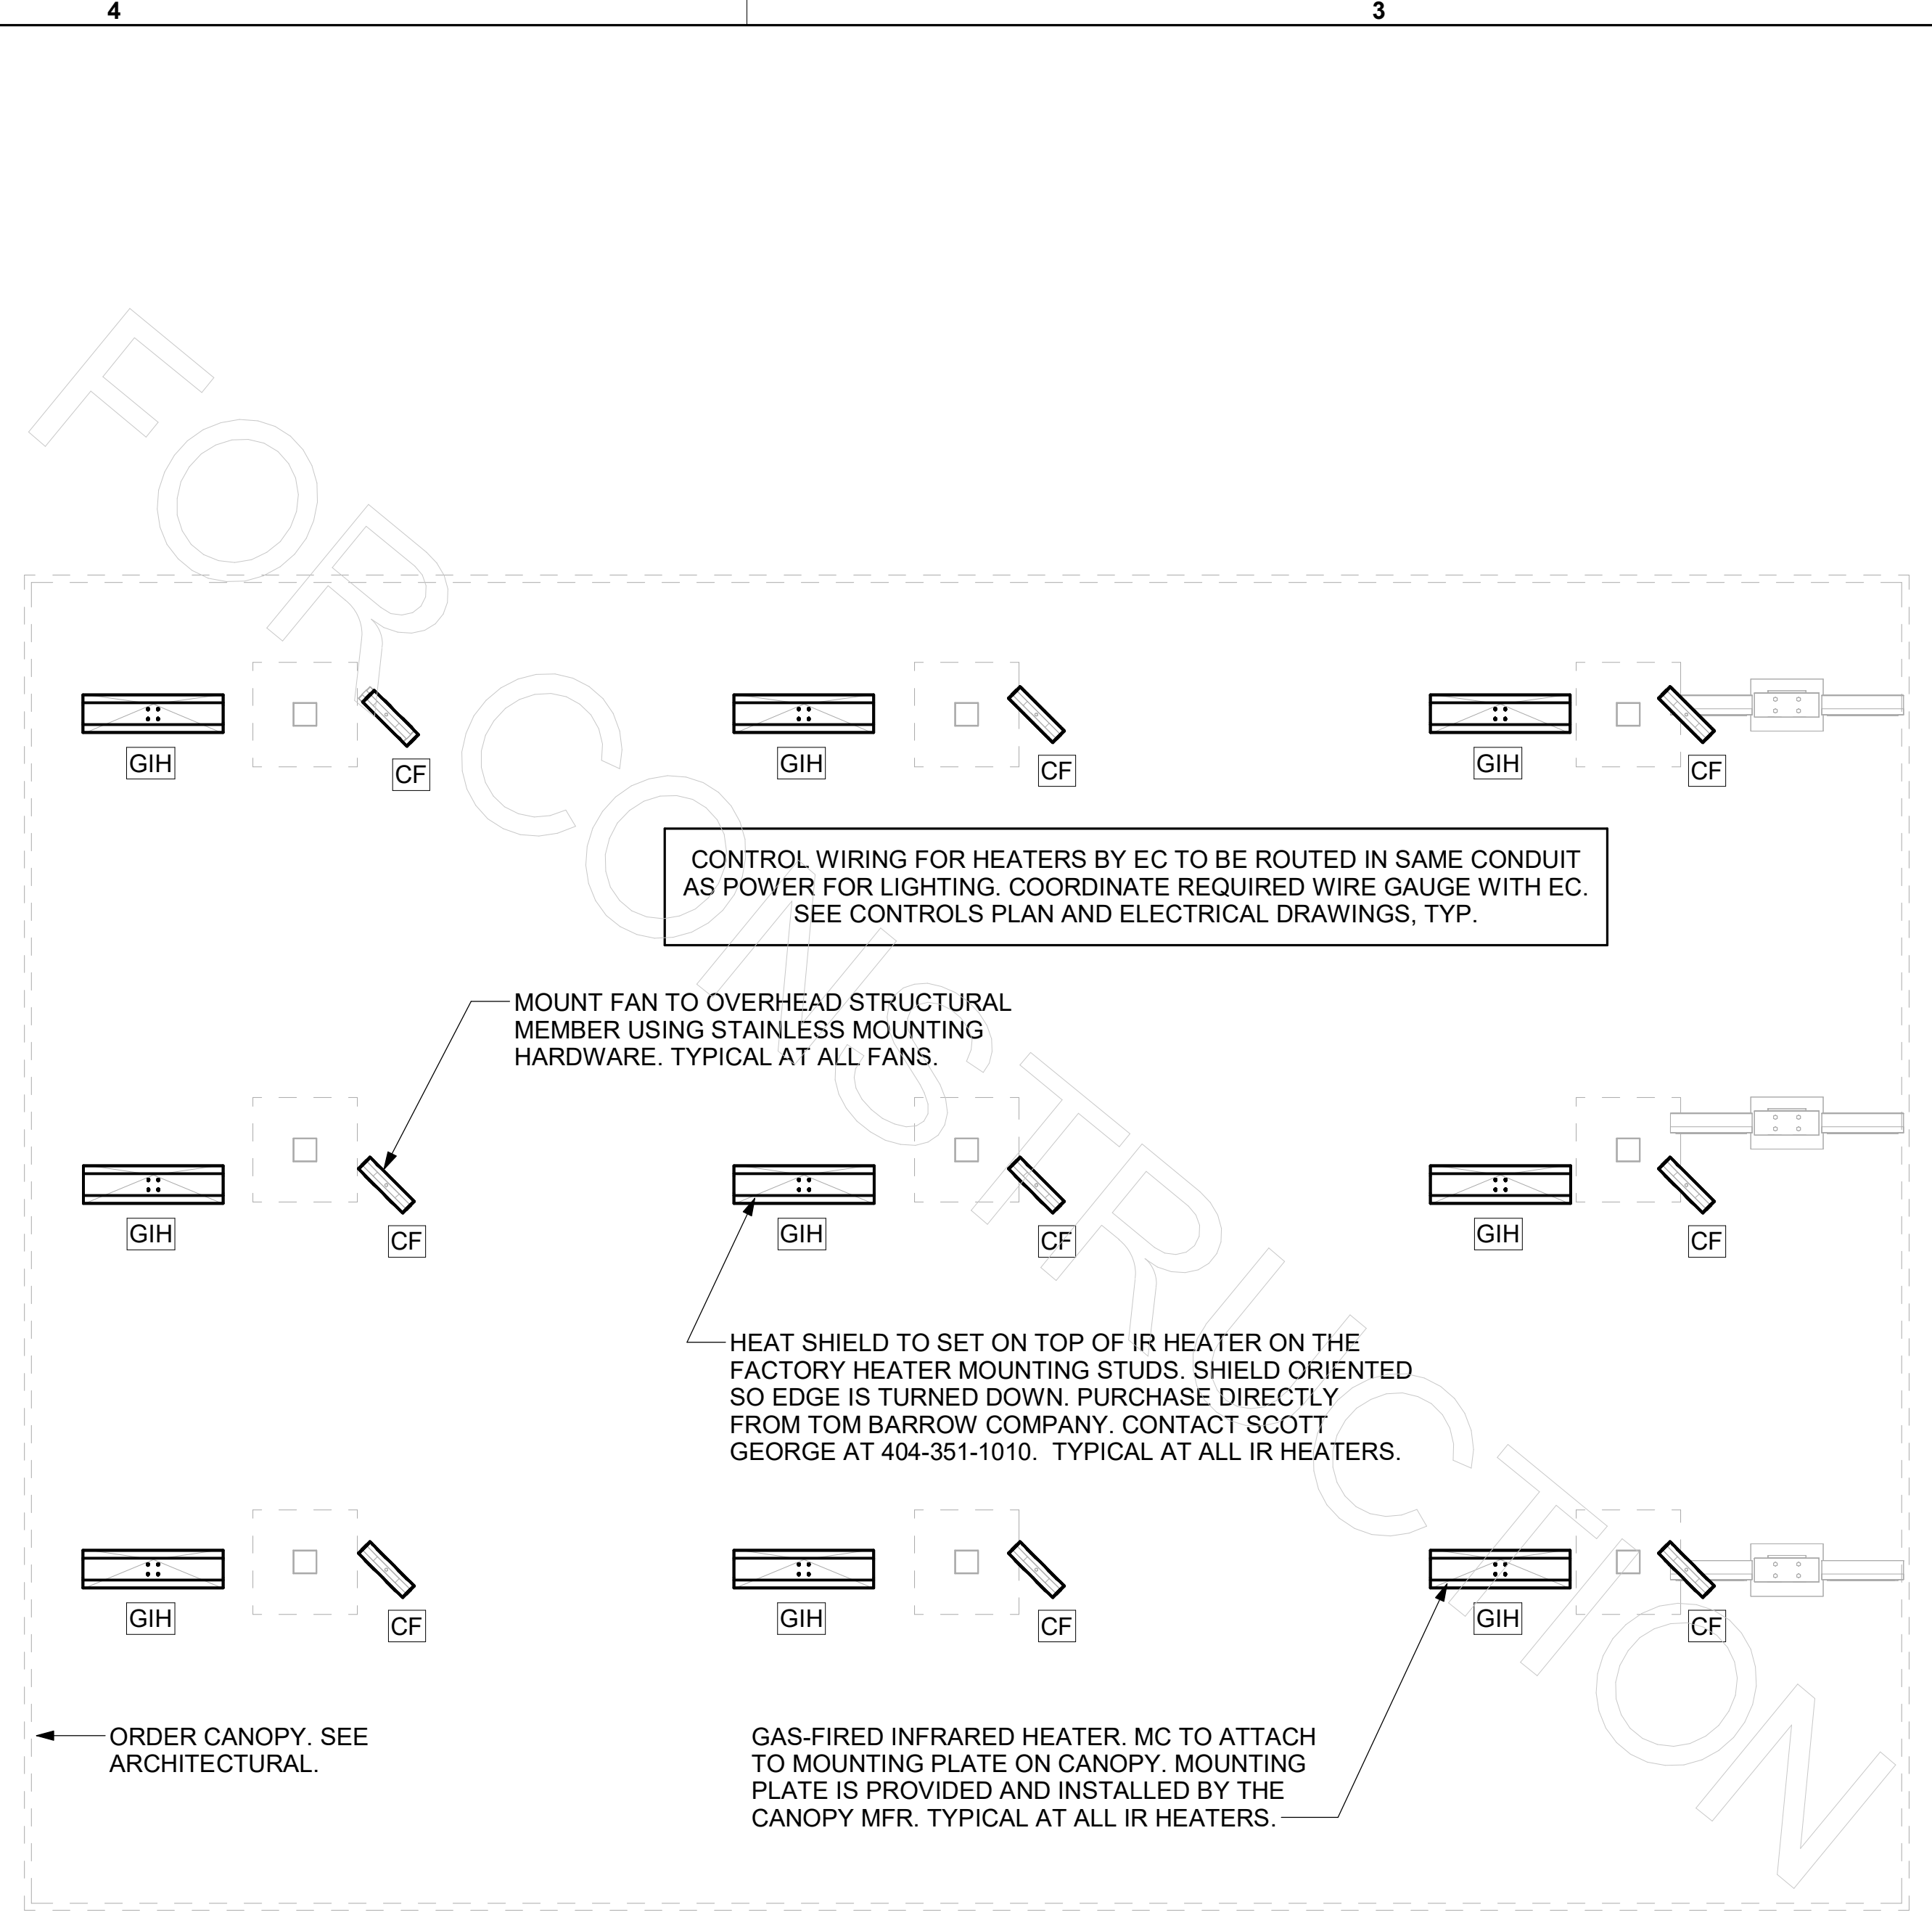 4 3
FOR CONSTRUCTION
GIH CF GIH CF GIH CF
CONTROL WIRING FOR HEATERS BY EC TO BE ROUTED IN SAME CONDUIT
AS POWER FOR LIGHTING. COORDINATE REQUIRED WIRE GAUGE WITH EC.
SEE CONTROLS PLAN AND ELECTRICAL DRAWINGS, TYP.
MOUNT FAN TO OVERHEAD STRUCTURAL
MEMBER USING STAINLESS MOUNTING
HARDWARE. TYPICAL AT ALL FANS.
GIH CF GIH CF GIH CF
HEAT SHIELD TO SET ON TOP OF IR HEATER ON THE
FACTORY HEATER MOUNTING STUDS. SHIELD ORIENTED
SO EDGE IS TURNED DOWN. PURCHASE DIRECTLY
FROM TOM BARROW COMPANY. CONTACT SCOTT
GEORGE AT 404-351-1010. TYPICAL AT ALL IR HEATERS.
GIH CF GIH CF GIH CF
ORDER CANOPY. SEE
ARCHITECTURAL.
GAS-FIRED INFRARED HEATER. MC TO ATTACH
TO MOUNTING PLATE ON CANOPY. MOUNTING
PLATE IS PROVIDED AND INSTALLED BY THE
CANOPY MFR. TYPICAL AT ALL IR HEATERS.